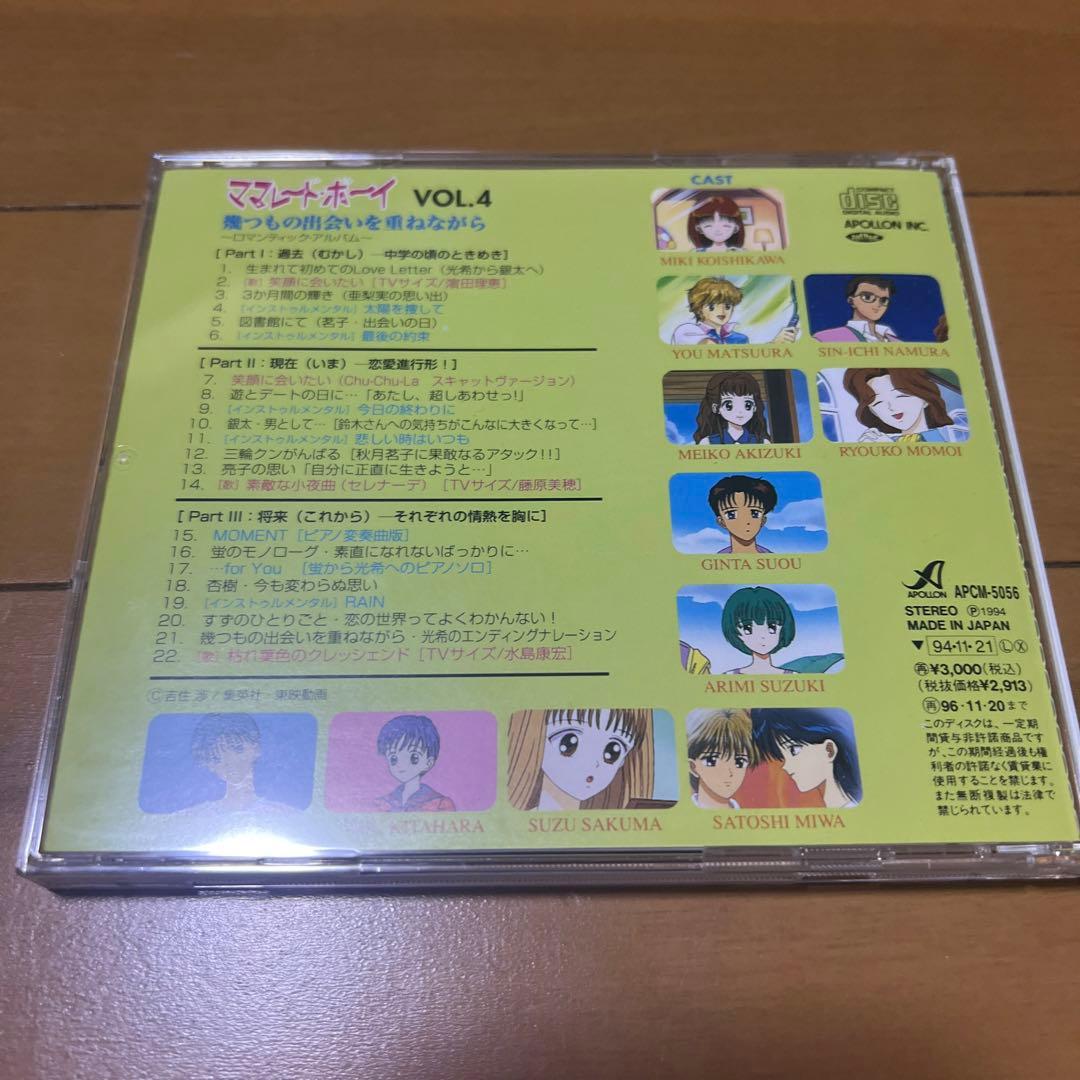 ママレード・ボーイ VOL.4
幾つもの出会いを重ねながら
〜ロマンティック・アルバム〜
[ Part I：過去（むかし）―中学の頃のときめき]
1. 生まれて初めてのLove Letter（光希から銀太へ）
2. [歌] 笑顔に会いたい [TVサイズ/濱田理恵]
3. 3か月間の輝き（亜梨実の思い出）
4. [インストゥルメンタル] 太陽を捜して
5. 図書館にて（茗子・出会いの日）
6. [インストゥルメンタル] 最後の約束
[ Part II：現在（いま）―恋愛進行形！]
7. 笑顔に会いたい（Chu-Chu-La スキャットヴァージョン）
8. 遊とデートの日に…「あたし、超しあわせっ！」
9. [インストゥルメンタル] 今日の終わりに
10. 銀太・男として… [鈴木さんへの気持ちがこんなに大きくなって…]
11. [インストゥルメンタル] 悲しい時はいつも
12. 三輪クンがんばる [秋月茗子に果敢なるアタック！！]
13. 亮子の思い「自分に正直に生きようと…」
14. [歌] 素敵な小夜曲（セレナーデ） [TVサイズ/藤原美穂]
[ Part III：将来（これから）―それぞれの情熱を胸に]
15. MOMENT [ピアノ変奏曲版]
16. 蛍のモノローグ・素直になれないばっかりに…
17. …for You [蛍から光希へのピアノソロ]
18. 杏樹・今も変わらぬ思い
19. [インストゥルメンタル] RAIN
20. すずのひとりごと・恋の世界ってよくわかんない！
21. 幾つもの出会いを重ねながら・光希のエンディングナレーション
22. [歌] 枯れ葉色のクレッシェンド [TVサイズ/水島康宏]
©吉住 渉 / 集英社・東映動画
CAST
MIKI KOISHIKAWA
YOU MATSUURA
SIN-ICHI NAMURA
MEIKO AKIZUKI
RYOUKO MOMOI
GINTA SUOU
ARIMI SUZUKI
KITAHARA
SUZU SAKUMA
SATOSHI MIWA
COMPACT
disc
DIGITAL AUDIO
APOLLON INC.
APOLLON
APCM-5056
STEREO Ⓟ1994
MADE IN JAPAN
▼94・11・21ⓁⓍ
再¥3,000(税込)
(税抜価格¥2,913)
再96・11・20まで
このディスクは、一定期
間貸与非許諾商品です
が、この期間経過後も権
利者の許諾なく賃貸業に
使用することを禁じます。
また無断複製は法律で
禁じられています。